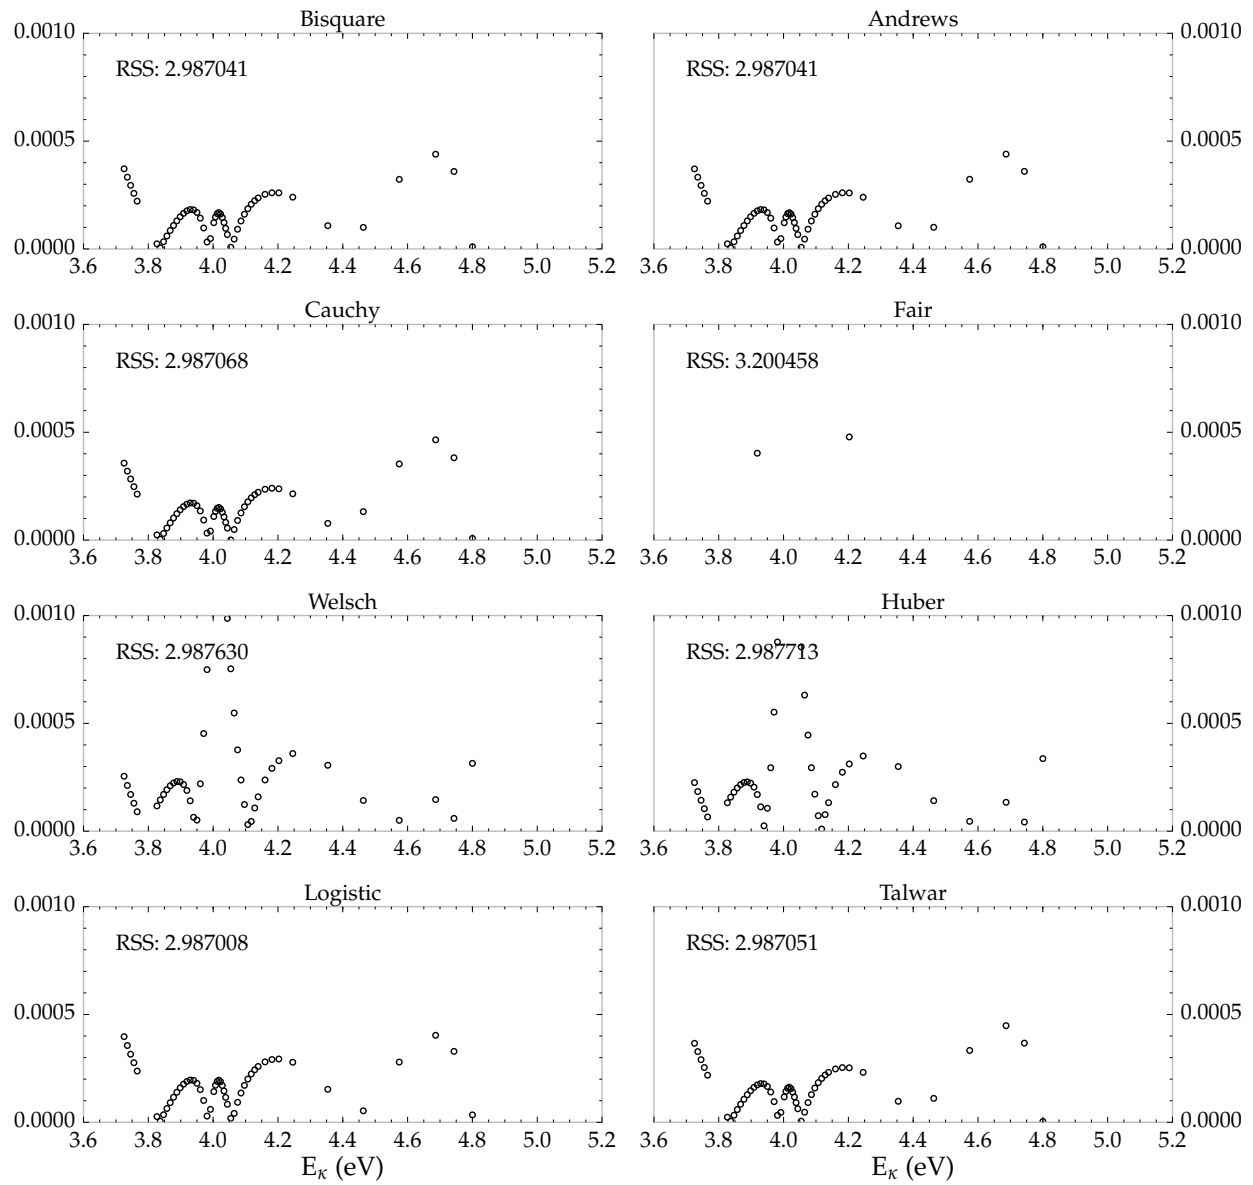 Bisquare
Andrews
0.0010
0.0010
RSS: 2.987041
RSS: 2.987041
0.0005
0.0005
0.0000
0.0000
3.6 3.8 4.0 4.2 4.4 4.6 4.8 5.0 5.2
3.6 3.8 4.0 4.2 4.4 4.6 4.8 5.0 5.2
Cauchy
Fair
0.0010
0.0010
RSS: 2.987068
RSS: 3.200458
0.0005
0.0005
0.0000
0.0000
3.6 3.8 4.0 4.2 4.4 4.6 4.8 5.0 5.2
3.6 3.8 4.0 4.2 4.4 4.6 4.8 5.0 5.2
Welsch
Huber
0.0010
0.0010
RSS: 2.987630
RSS: 2.987713
0.0005
0.0005
0.0000
0.0000
3.6 3.8 4.0 4.2 4.4 4.6 4.8 5.0 5.2
3.6 3.8 4.0 4.2 4.4 4.6 4.8 5.0 5.2
Logistic
Talwar
0.0010
0.0010
RSS: 2.987008
RSS: 2.987051
0.0005
0.0005
0.0000
0.0000
3.6 3.8 4.0 4.2 4.4 4.6 4.8 5.0 5.2
3.6 3.8 4.0 4.2 4.4 4.6 4.8 5.0 5.2
E<sub>κ</sub> (eV)
E<sub>κ</sub> (eV)